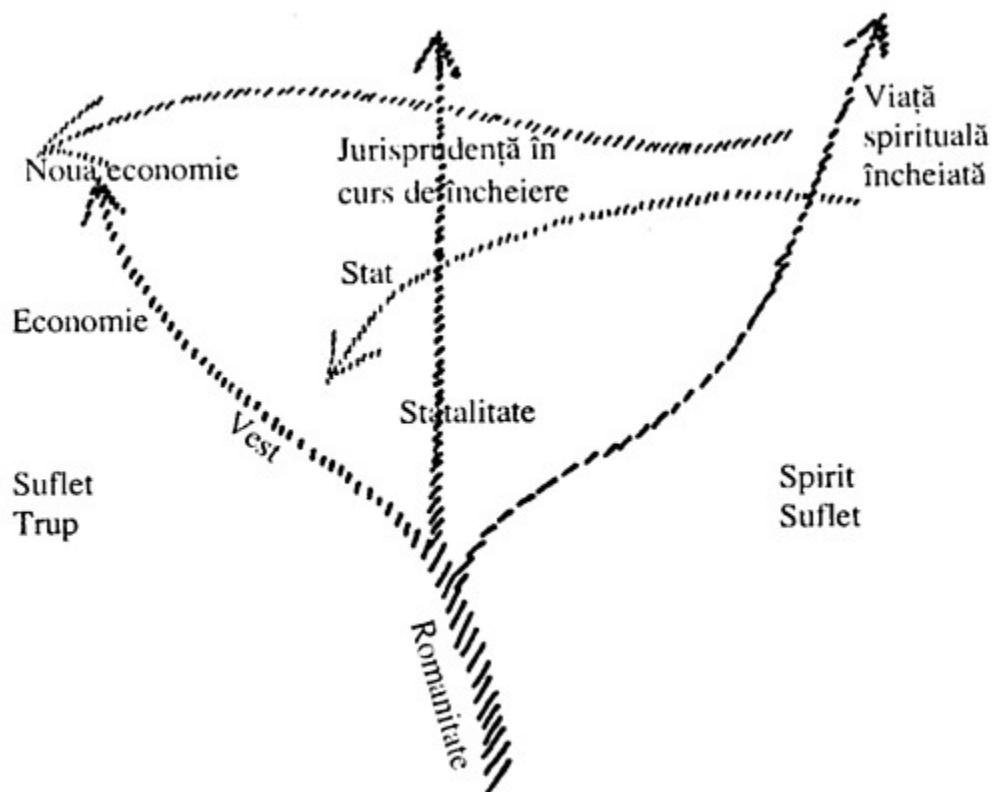 Viață
spirituală
încheiată
Jurisprudență în
curs de încheiere
Noua economie
Stat
Economie
Statalitate
Vest
Suflet
Trup
Spirit
Suflet
Romanitate